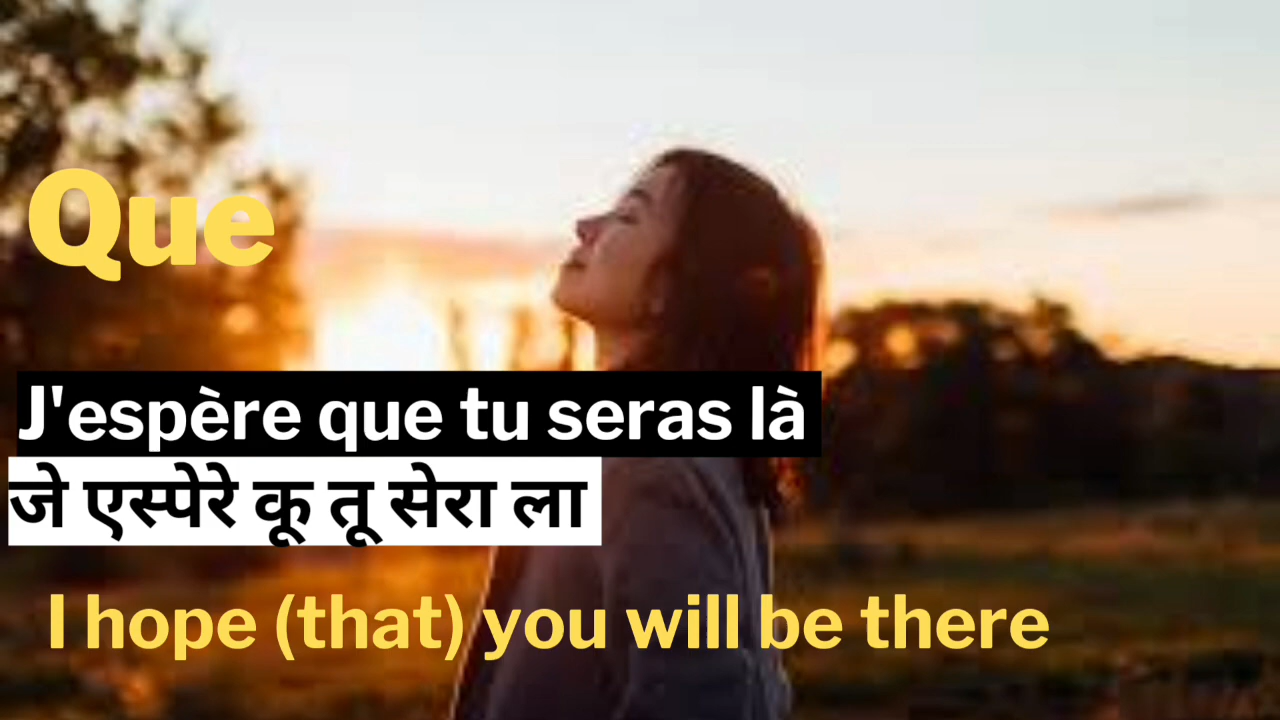 Que
J'espère que tu seras là
जे एस्पेरे कू तू सेरा ला
I hope (that) you will be there